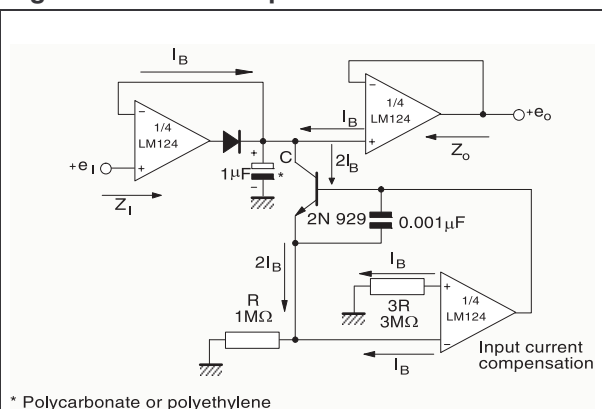 I_B
1/4
LM124
+e_I
Z_I
+
1μF
*
−
C
I_B
2I_B
1/4
LM124
+e_o
Z_o
2N 929
0.001μF
2I_B
R
1MΩ
I_B
3R
3MΩ
1/4
LM124
I_B
Input current
compensation
* Polycarbonate or polyethylene